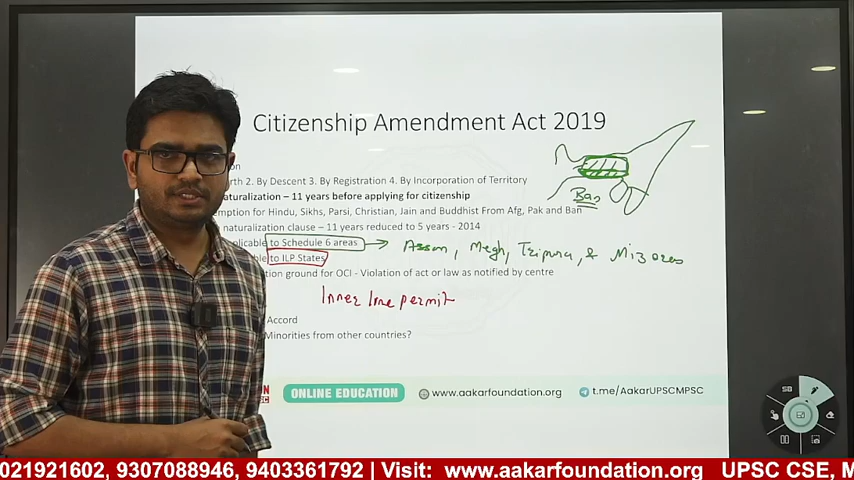 Citizenship Amendment Act 2019
on
rth 2. By Descent 3. By Registration 4. By Incorporation of Territory
naturalization – 11 years before applying for citizenship
emption for Hindu, Sikhs, Parsi, Christian, Jain and Buddhist From Afg, Pak and Ban
naturalization clause – 11 years reduced to 5 years - 2014
pplicable to Schedule 6 areas → Assam, Megh, Tripura, & Mizoram
ble to ILP States
tion ground for OCI - Violation of act or law as notified by centre
Inner line permit
Accord
Minorities from other countries?
Ban
ONLINE EDUCATION
www.aakarfoundation.org
t.me/AakarUPSCMPSC
021921602, 9307088946, 9403361792 | Visit: www.aakarfoundation.org UPSC CSE, M